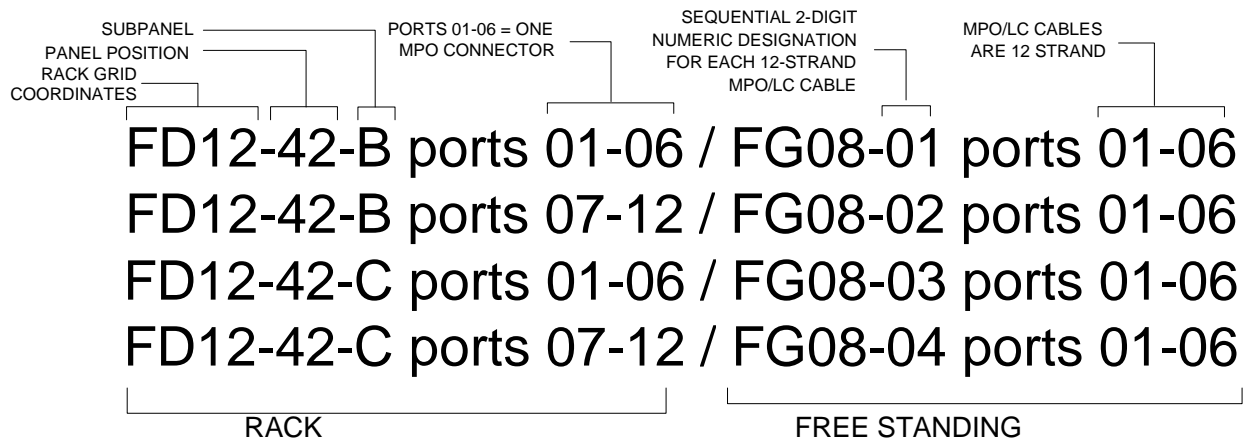 SUBPANEL
PANEL POSITION
RACK GRID
COORDINATES
PORTS 01-06 = ONE
MPO CONNECTOR
SEQUENTIAL 2-DIGIT
NUMERIC DESIGNATION
FOR EACH 12-STRAND
MPO/LC CABLE
MPO/LC CABLES
ARE 12 STRAND
FD12-42-B ports 01-06 / FG08-01 ports 01-06
FD12-42-B ports 07-12 / FG08-02 ports 01-06
FD12-42-C ports 01-06 / FG08-03 ports 01-06
FD12-42-C ports 07-12 / FG08-04 ports 01-06
RACK
FREE STANDING